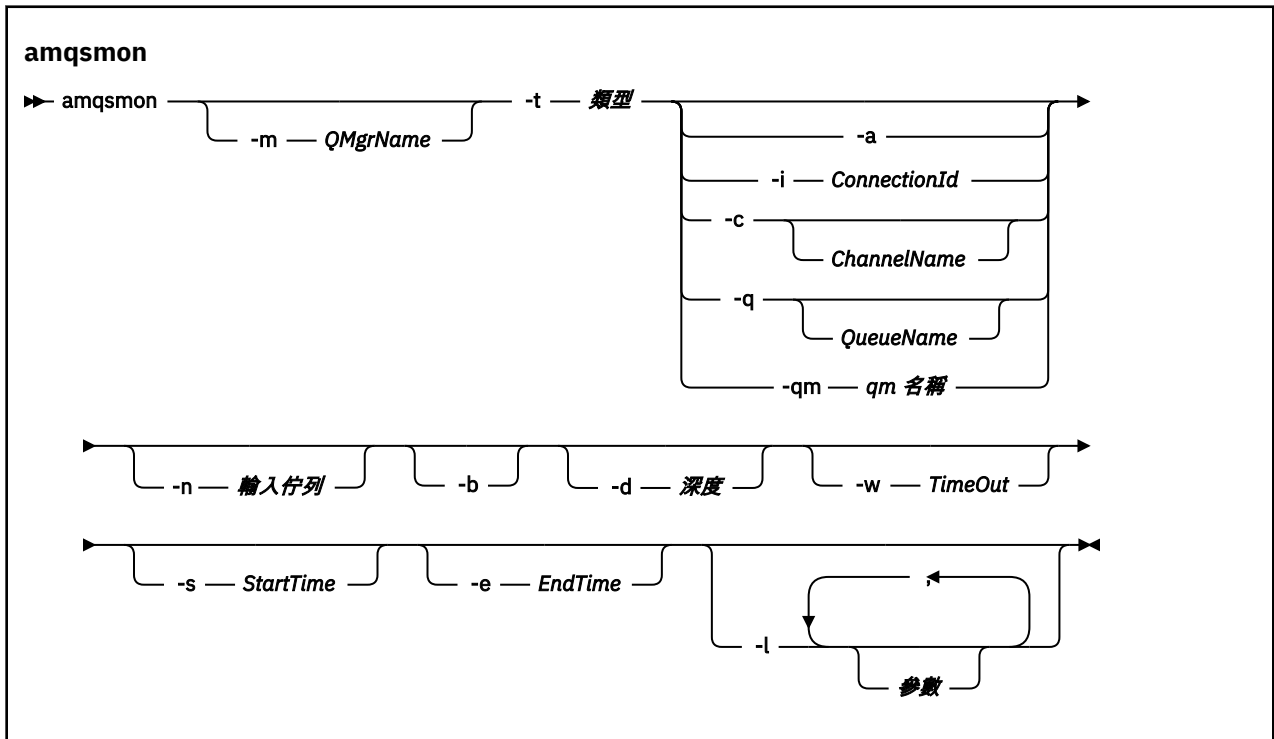 amqsmon
amqsmon
-m QMgrName
-t 類型
-a
-i ConnectionId
-c
ChannelName
-q
QueueName
-qm qm 名稱
-n 輸入佇列
-b
-d 深度
-w TimeOut
-s StartTime
-e EndTime
,
-l
參數